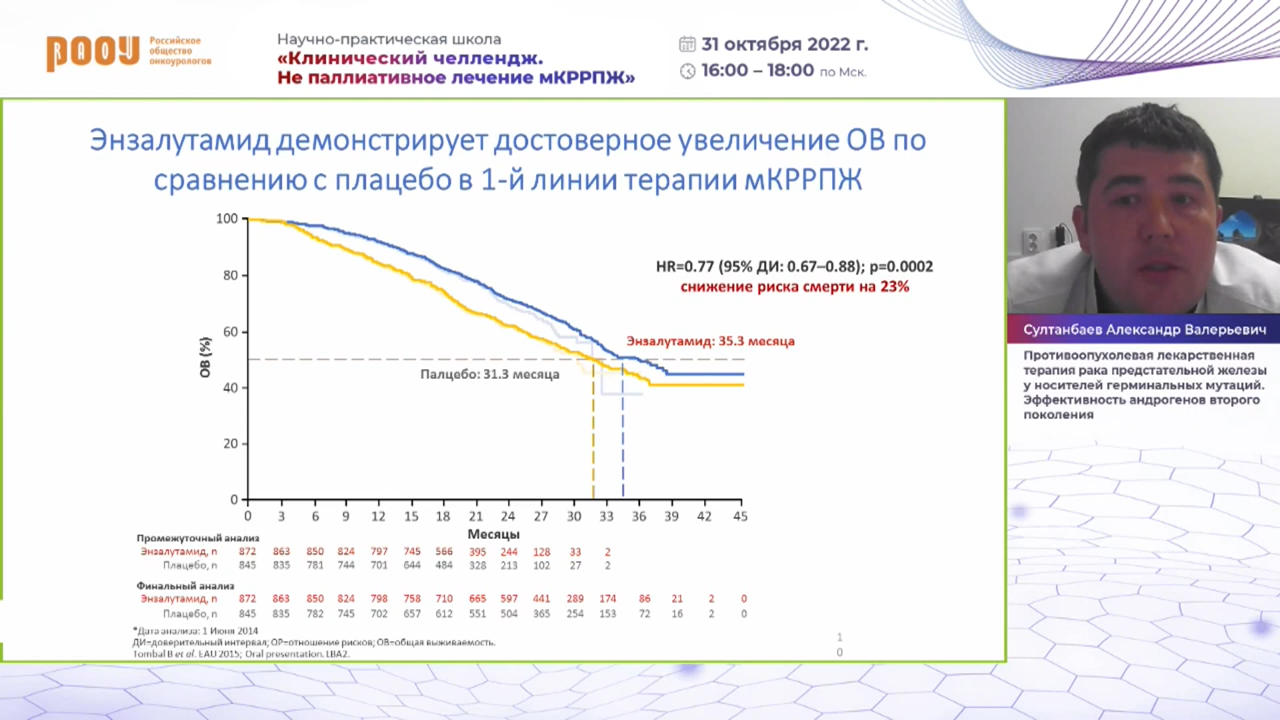 РАОУ
Российское
общество
онкоурологов
Научно-практическая школа
«Клинический челлендж.
Не паллиативное лечение мКРРПЖ»
31 октября 2022 г.
16:00 – 18:00 по Мск.
Энзалутамид демонстрирует достоверное увеличение ОВ по
сравнению с плацебо в 1-й линии терапии мКРРПЖ
HR=0.77 (95% ДИ: 0.67–0.88); p=0.0002
снижение риска смерти на 23%
Энзалутамид: 35.3 месяца
Палцебо: 31.3 месяца
ОВ (%)
100
80
60
40
20
0
0 3 6 9 12 15 18 21 24 27 30 33 36 39 42 45
Месяцы
Промежуточный анализ
Энзалутамид, n 872 863 850 824 797 745 566 395 244 128 33 2
Плацебо, n 845 835 781 744 701 644 484 328 213 102 27 2
Финальный анализ
Энзалутамид, n 872 863 850 824 798 758 710 665 597 441 289 174 86 21 2 0
Плацебо, n 845 835 782 745 702 657 612 551 504 365 254 153 72 16 2 0
*Дата анализа: 1 Июня 2014
ДИ=доверительный интервал; ОР=отношение рисков; ОВ=общая выживаемость.
Tombal B et al. EAU 2015; Oral presentation. LBA2.
1
0
Султанбаев Александр Валерьевич
Противоопухолевая лекарственная
терапия рака предстательной железы
у носителей герминальных мутаций.
Эффективность андрогенов второго
поколения